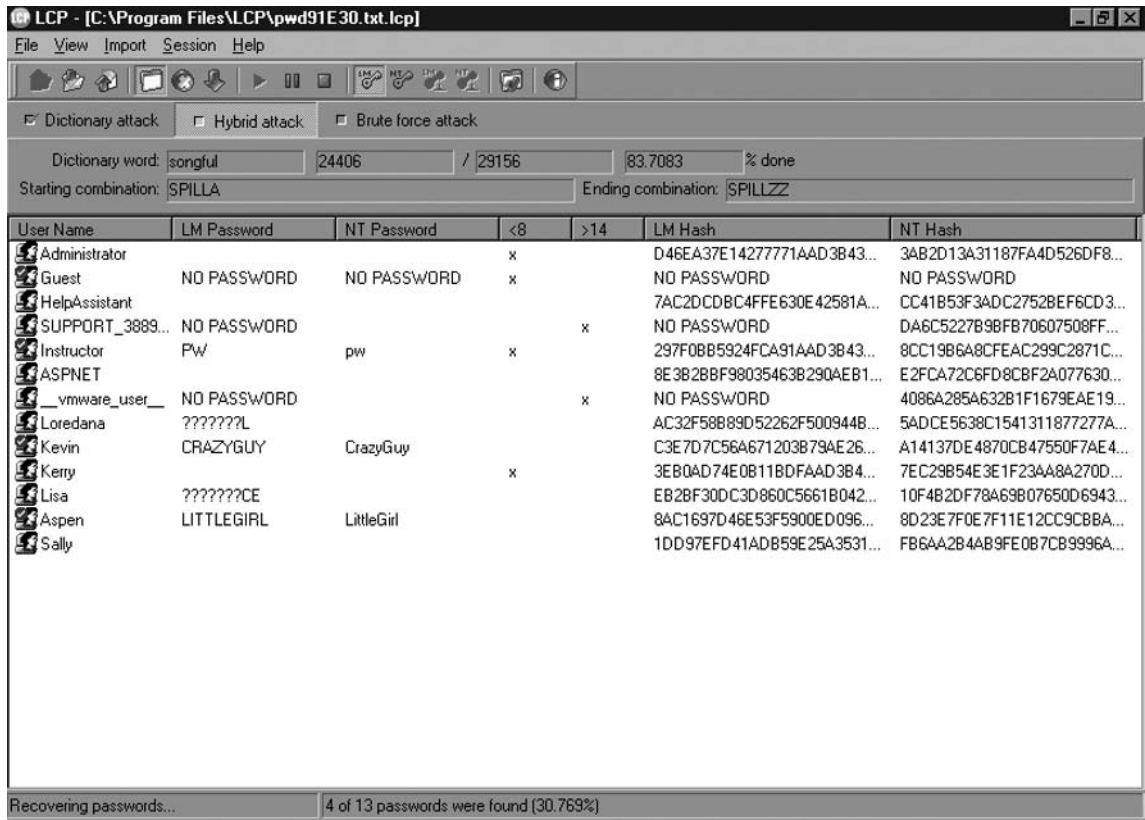 LCP - [C:\Program Files\LCP\pwd91E30.txt.lcp]
File View Import Session Help
Dictionary attack Hybrid attack Brute force attack
Dictionary word: songful 24406 / 29156 83.7083 % done
Starting combination: SPILLA Ending combination: SPILLZZ
User Name LM Password NT Password <8 >14 LM Hash NT Hash
Administrator x D46EA37E14277771AAD3B43... 3AB2D13A31187FA4D526DF8...
Guest NO PASSWORD NO PASSWORD x NO PASSWORD NO PASSWORD
HelpAssistant 7AC2DCDBC4FFE630E42581A... CC41B53F3ADC2752BEF6CD3...
SUPPORT_3889... NO PASSWORD x NO PASSWORD DA6C5227B9BFB70607508FF...
Instructor PW pw x 297F0BB5924FCA91AAD3B43... 8CC19B6A8CFEAC299C2871C...
ASPNET 8E3B2BBF98035463B290AEB1... E2FCA72C6FD8CBF2A077630...
__vmware_user__ NO PASSWORD x NO PASSWORD 4086A285A632B1F1679EAE19...
Loredana ???????L AC32F58B89D52262F500944B... 5ADCE5638C1541311877277A...
Kevin CRAZYGUY CrazyGuy C3E7D7C56A671203B79AE26... A14137DE4870CB47550F7AE4...
Kerry x 3EB0AD74E0B11BDFAAD3B4... 7EC29B54E3E1F23AA8A270D...
Lisa ???????CE EB2BF30DC3D860C5661B042... 10F4B2DF78A69B07650D6943...
Aspen LITTLEGIRL LittleGirl 8AC1697D46E53F5900ED096... 8D23E7F0E7F11E12CC9CBBA...
Sally 1DD97EFD41ADB59E25A3531... FB6AA2B4AB9FE0B7CB9996A...
Recovering passwords... 4 of 13 passwords were found (30.769%)